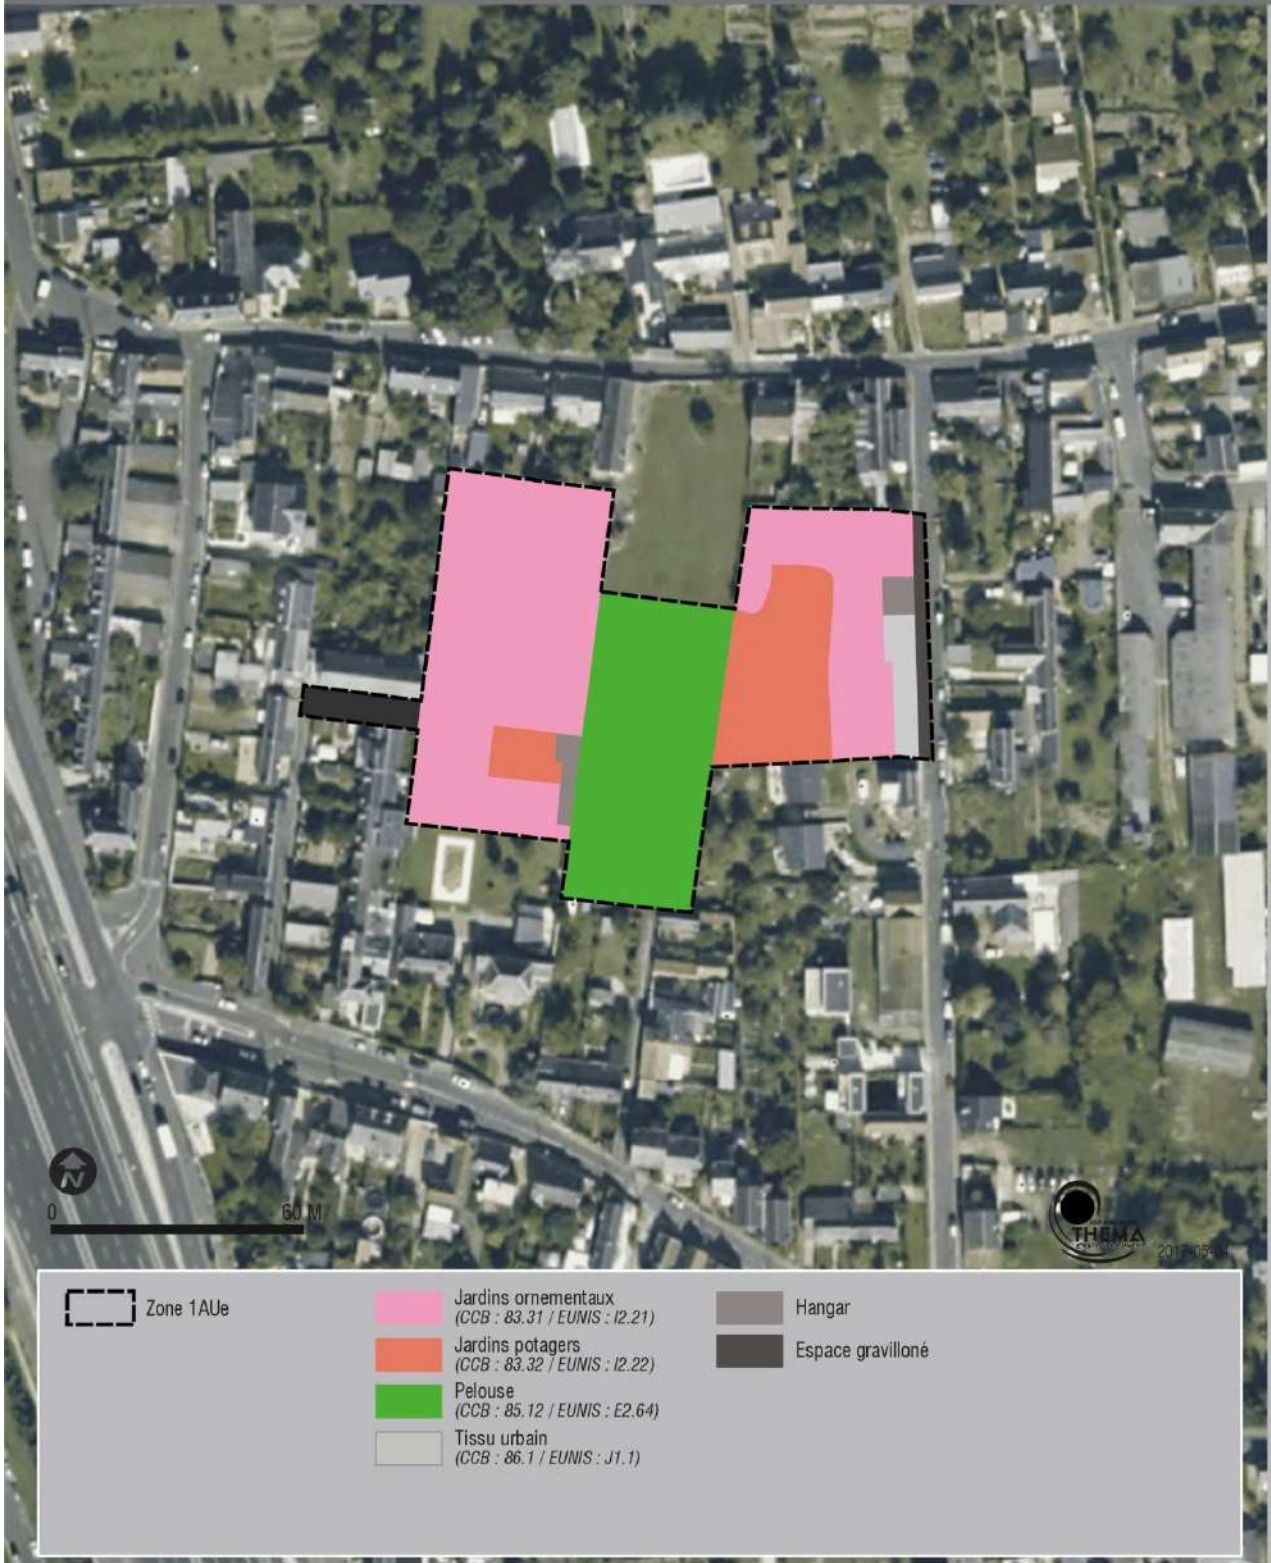 N
0
60 M
THEMA
Zone 1AUe
Jardins ornementaux
(CCB : 83.31 / EUNIS : I2.21)
Jardins potagers
(CCB : 83.32 / EUNIS : I2.22)
Pelouse
(CCB : 85.12 / EUNIS : E2.64)
Tissu urbain
(CCB : 86.1 / EUNIS : J1.1)
Hangar
Espace gravilloné